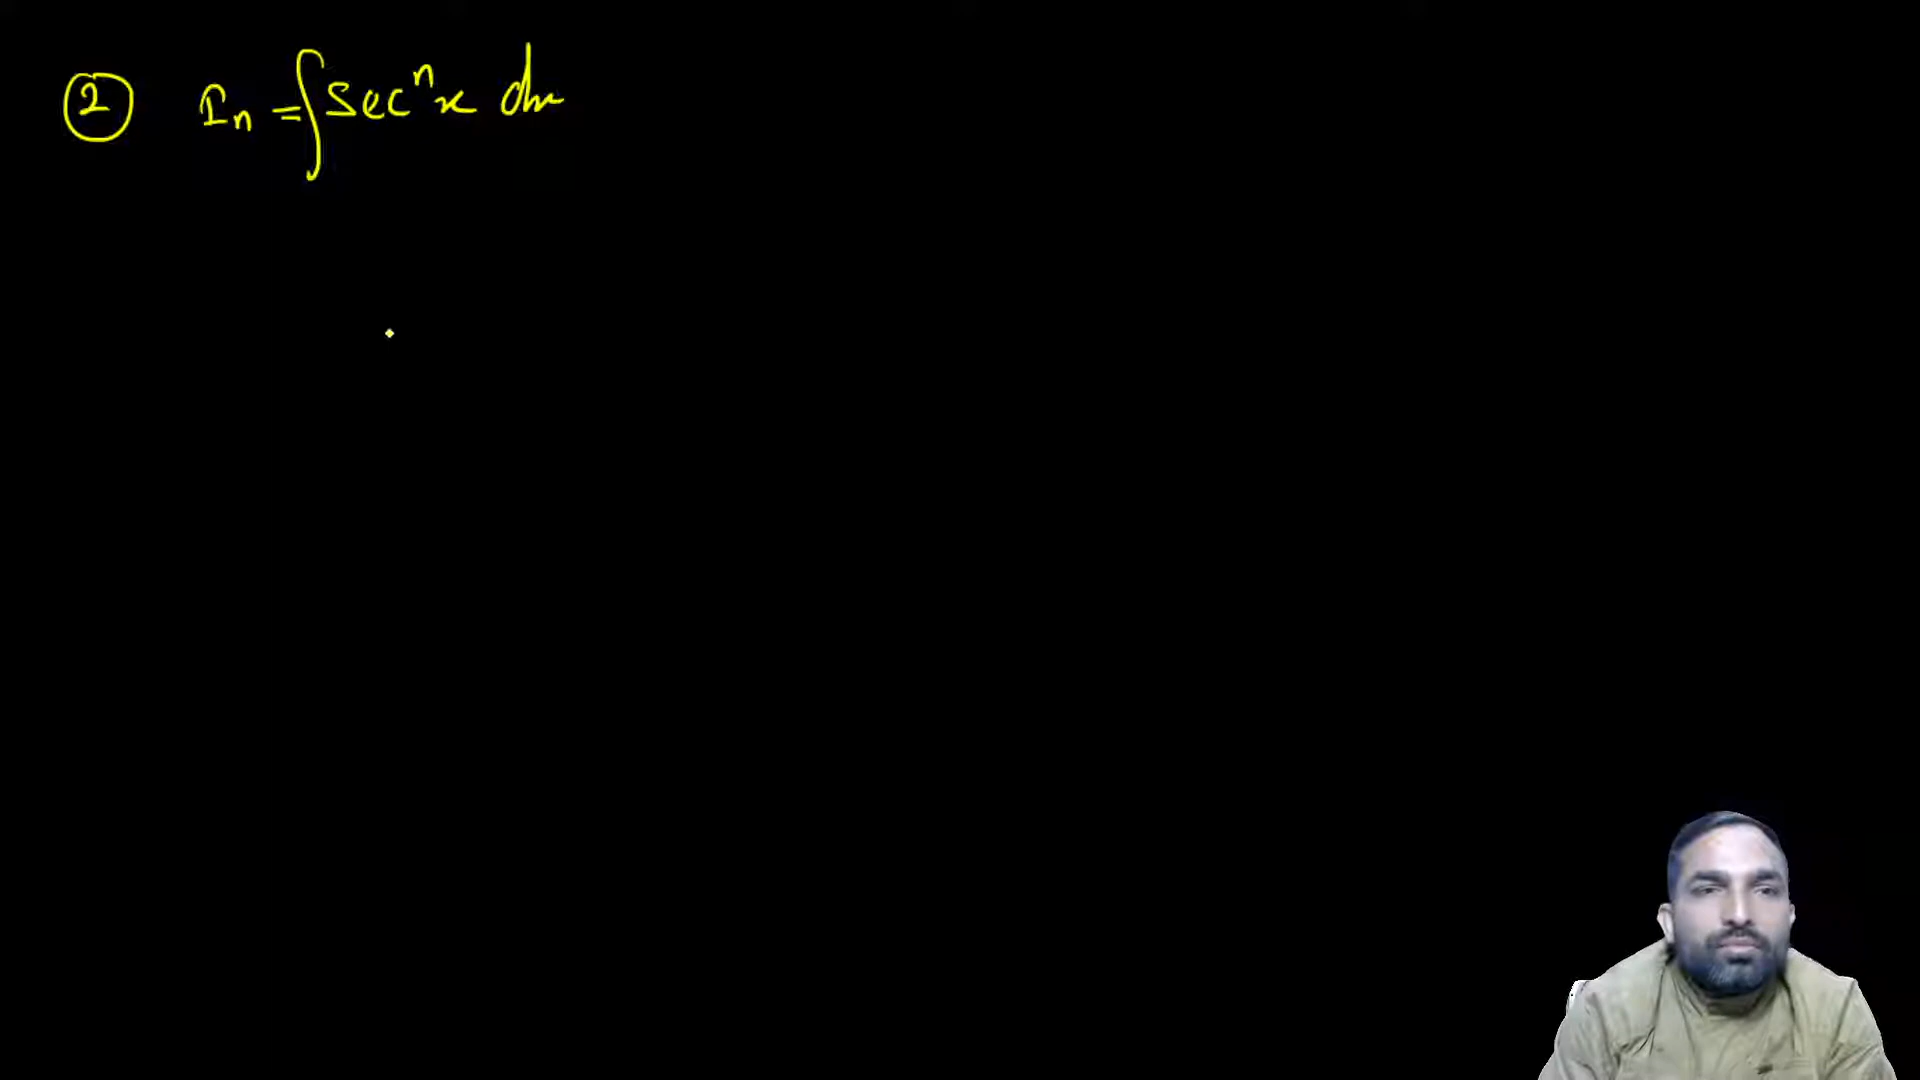 ② Iₙ = ∫ Secⁿx dx